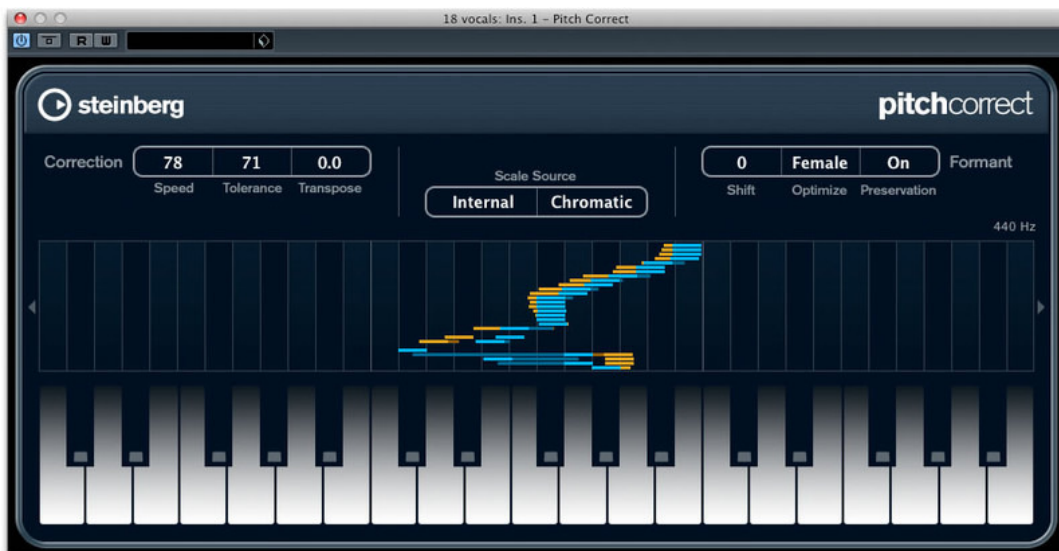 18 vocals: Ins. 1 – Pitch Correct
R W
steinberg
pitchcorrect
Correction 78 71 0.0
Speed Tolerance Transpose
Scale Source
Internal Chromatic
0 Female On Formant
Shift Optimize Preservation
440 Hz